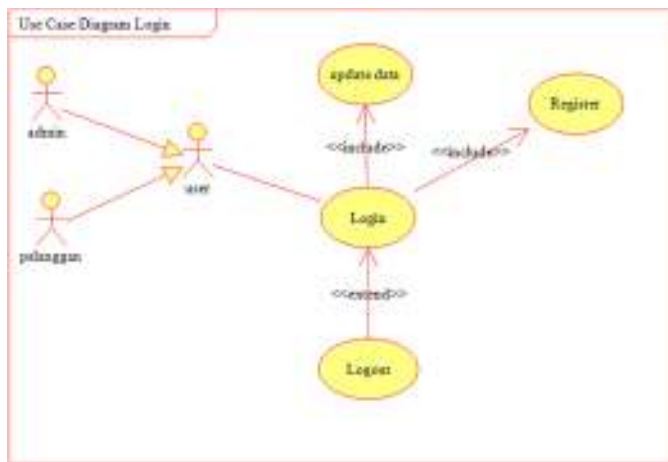 Use Case Diagram Login
update data
Register
admin
<<include>>
<<include>>
user
Login
pelanggan
<<extend>>
Logout